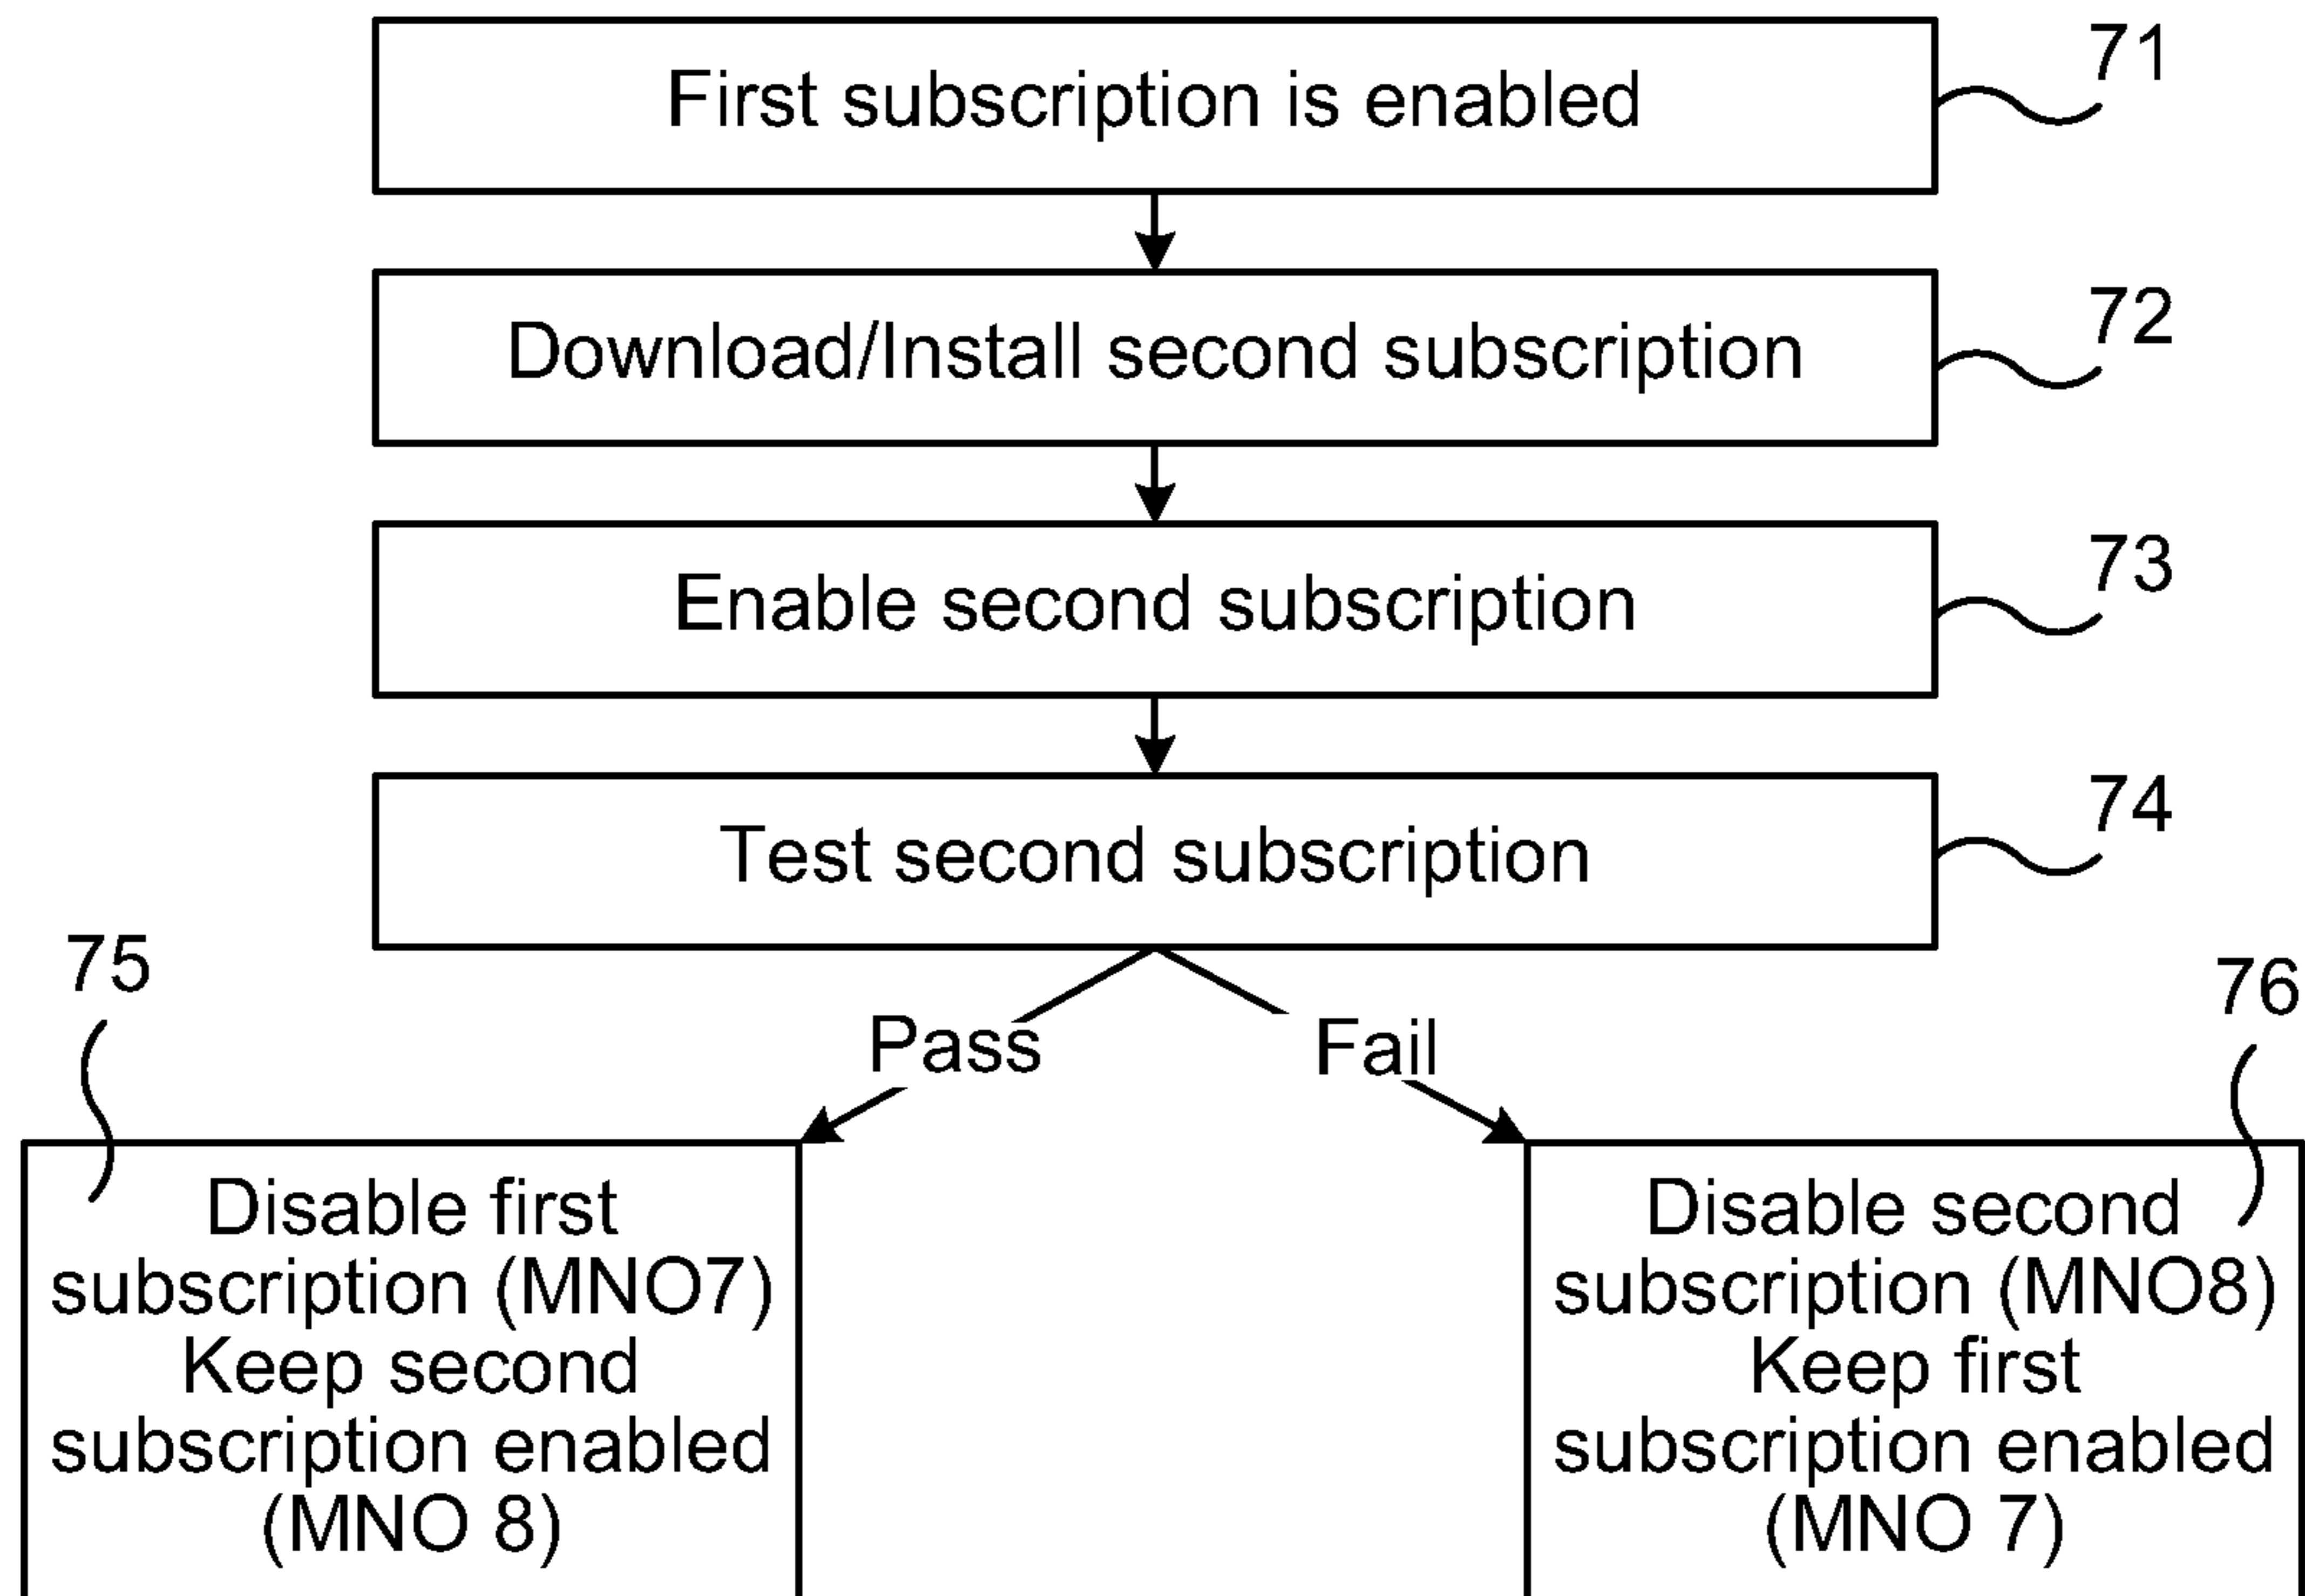 First subscription is enabled
71
Download/Install second subscription
72
Enable second subscription
73
Test second subscription
74
75
76
Pass
Fail
Disable first
subscription (MNO7)
Keep second
subscription enabled
(MNO 8)
Disable second
subscription (MNO8)
Keep first
subscription enabled
(MNO 7)